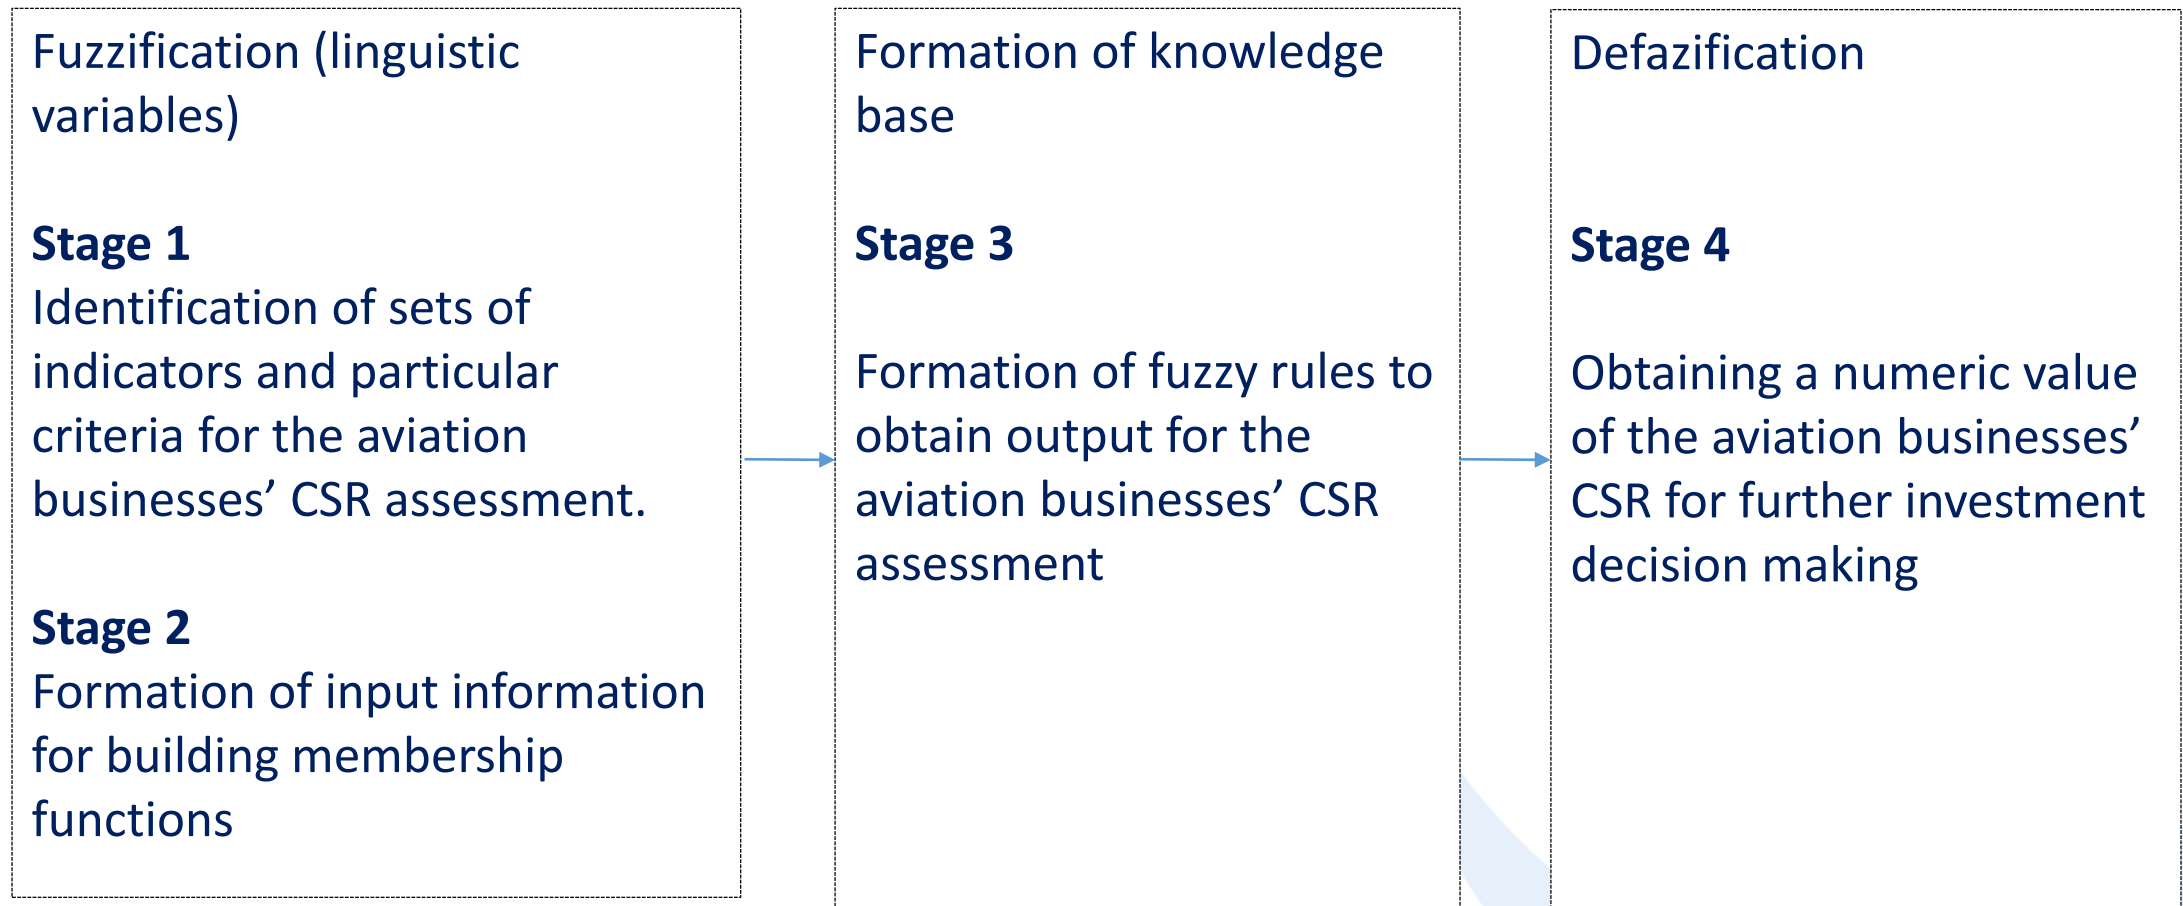 Fuzzification (linguistic
variables)
Stage 1
Identification of sets of
indicators and particular
criteria for the aviation
businesses’ CSR assessment.
Stage 2
Formation of input information
for building membership
functions
Formation of knowledge
base
Stage 3
Formation of fuzzy rules to
obtain output for the
aviation businesses’ CSR
assessment
Defazification
Stage 4
Obtaining a numeric value
of the aviation businesses’
CSR for further investment
decision making